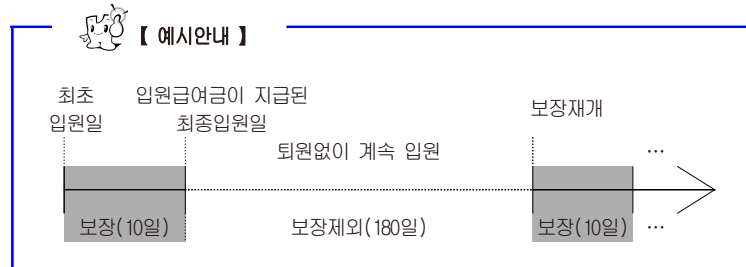 【 예시안내 】
최초
입원일
입원급여금이 지급된
최종입원일
보장재개
퇴원없이 계속 입원
…
보장(10일)
보장제외(180일)
보장(10일)
…